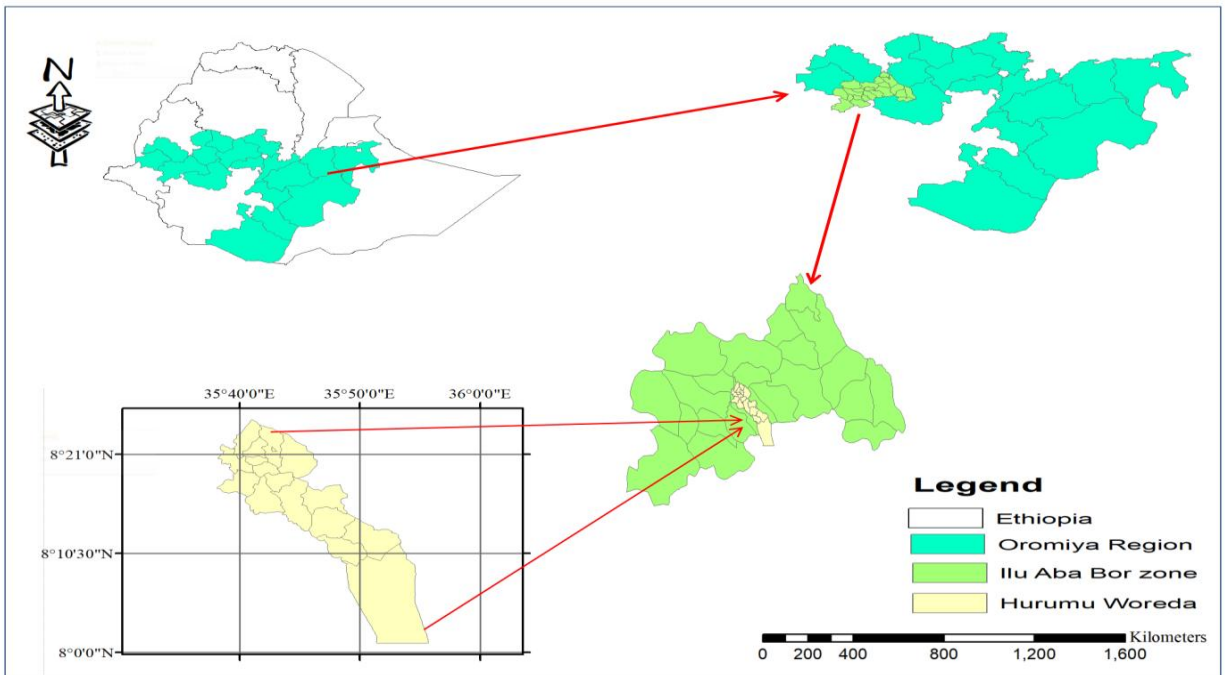 N
35°40'0"E 35°50'0"E 36°0'0"E
8°21'0"N
8°10'30"N
8°0'0"N
Legend
Ethiopia
Oromiya Region
Ilu Aba Bor zone
Hurumu Woreda
Kilometers
0 200 400 800 1,200 1,600